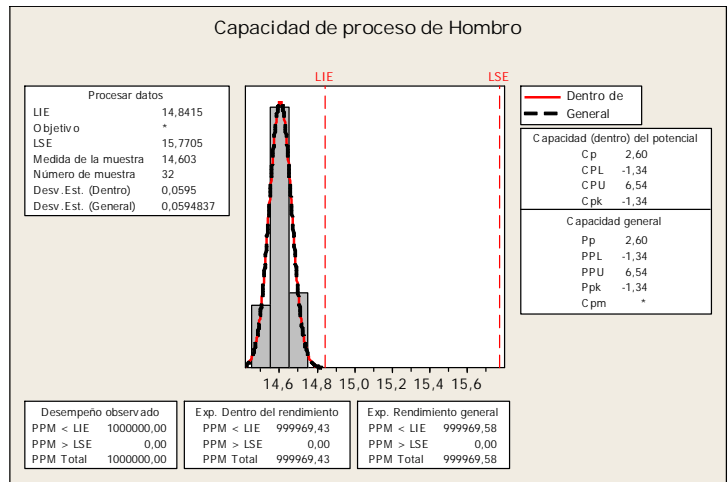 Capacidad de proceso de Hombro
LIE LSE
Procesar datos
LIE 14,8415
Objetivo *
LSE 15,7705
Medida de la muestra 14,603
Número de muestra 32
Desv.Est. (Dentro) 0,0595
Desv.Est. (General) 0,0594837
Dentro de
General
Capacidad (dentro) del potencial
Cp 2,60
CPL -1,34
CPU 6,54
Cpk -1,34
Capacidad general
Pp 2,60
PPL -1,34
PPU 6,54
Ppk -1,34
Cpm *
14,6 14,8 15,0 15,2 15,4 15,6
Desempeño observado
PPM < LIE 1000000,00
PPM > LSE 0,00
PPM Total 1000000,00
Exp. Dentro del rendimiento
PPM < LIE 999969,43
PPM > LSE 0,00
PPM Total 999969,43
Exp. Rendimiento general
PPM < LIE 999969,58
PPM > LSE 0,00
PPM Total 999969,58